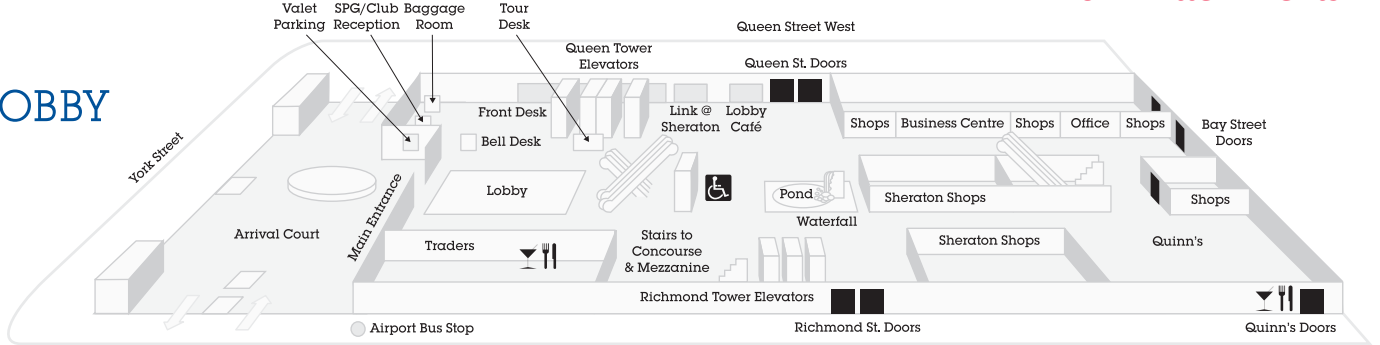 Valet
Parking
SPG/Club
Reception
Baggage
Room
Tour
Desk
Queen Street West
Queen Tower
Elevators
Queen St. Doors
OBBY
Front Desk
Link @
Sheraton
Lobby
Café
Shops
Business Centre
Shops
Office
Shops
Bay Street
Doors
York Street
Bell Desk
Lobby
Pond
Sheraton Shops
Shops
Main Entrance
Arrival Court
Waterfall
Traders
Stairs to
Concourse
& Mezzanine
Sheraton Shops
Quinn's
Richmond Tower Elevators
Airport Bus Stop
Richmond St. Doors
Quinn's Doors